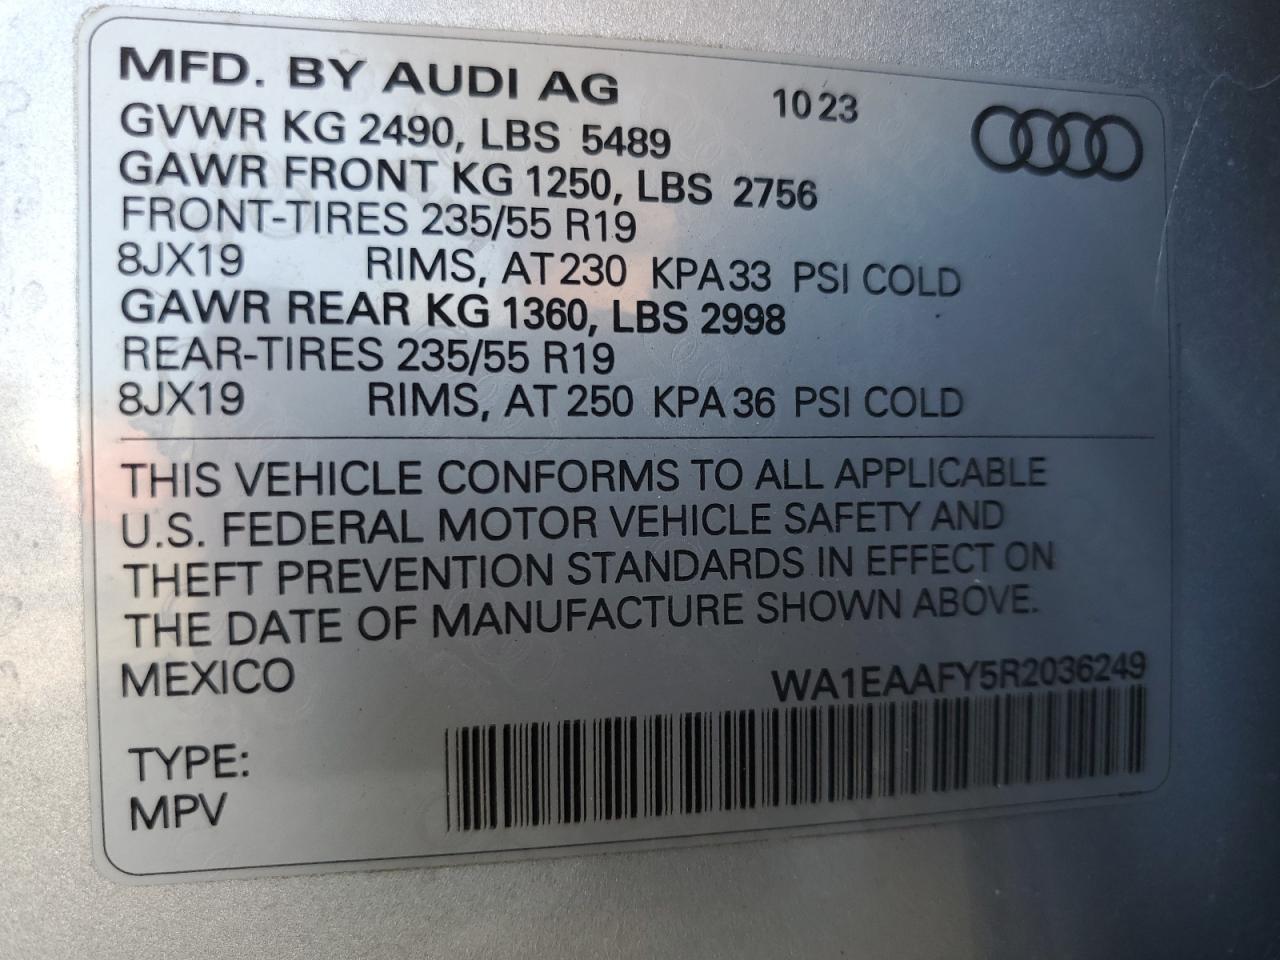 MFD. BY AUDI AG 10 23
GVWR KG 2490, LBS 5489
GAWR FRONT KG 1250, LBS 2756
FRONT-TIRES 235/55 R19
8JX19 RIMS, AT 230 KPA 33 PSI COLD
GAWR REAR KG 1360, LBS 2998
REAR-TIRES 235/55 R19
8JX19 RIMS, AT 250 KPA 36 PSI COLD
THIS VEHICLE CONFORMS TO ALL APPLICABLE
U.S. FEDERAL MOTOR VEHICLE SAFETY AND
THEFT PREVENTION STANDARDS IN EFFECT ON
THE DATE OF MANUFACTURE SHOWN ABOVE.
MEXICO WA1EAAFY5R2036249
TYPE:
MPV